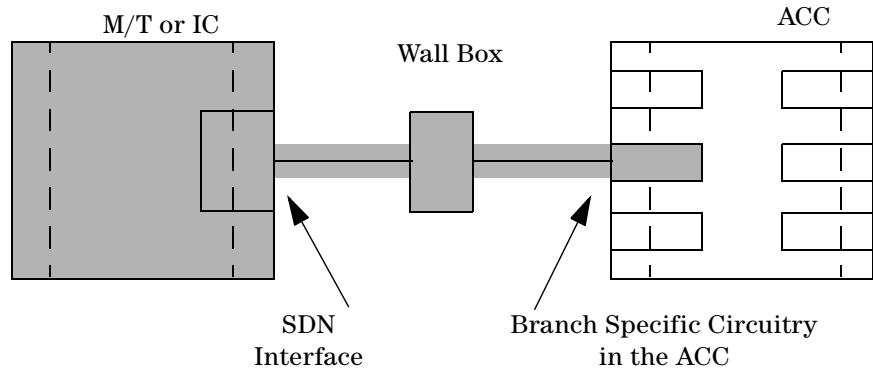 M/T or IC
Wall Box
ACC
SDN
Interface
Branch Specific Circuitry
in the ACC